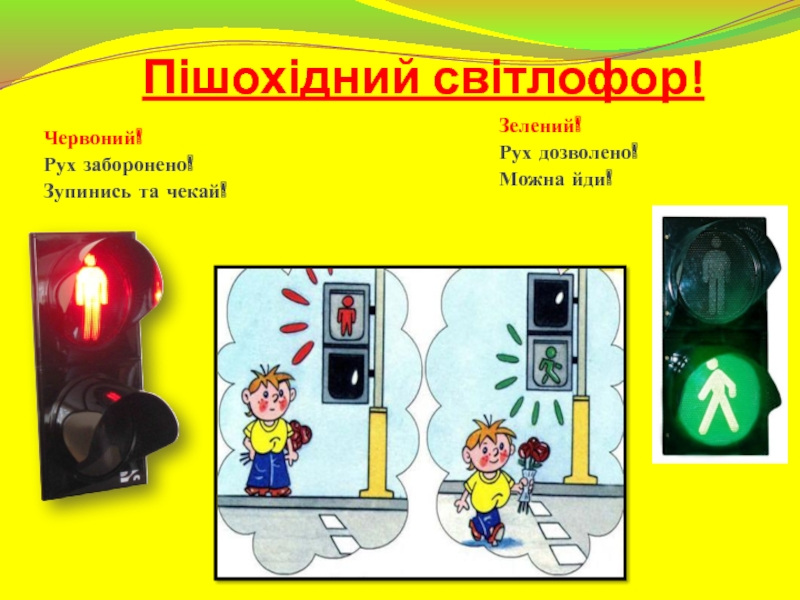 Пішохідний світлофор!
Червоний!
Рух заборонено!
Зупинись та чекай!
Зелений!
Рух дозволено!
Можна йди!